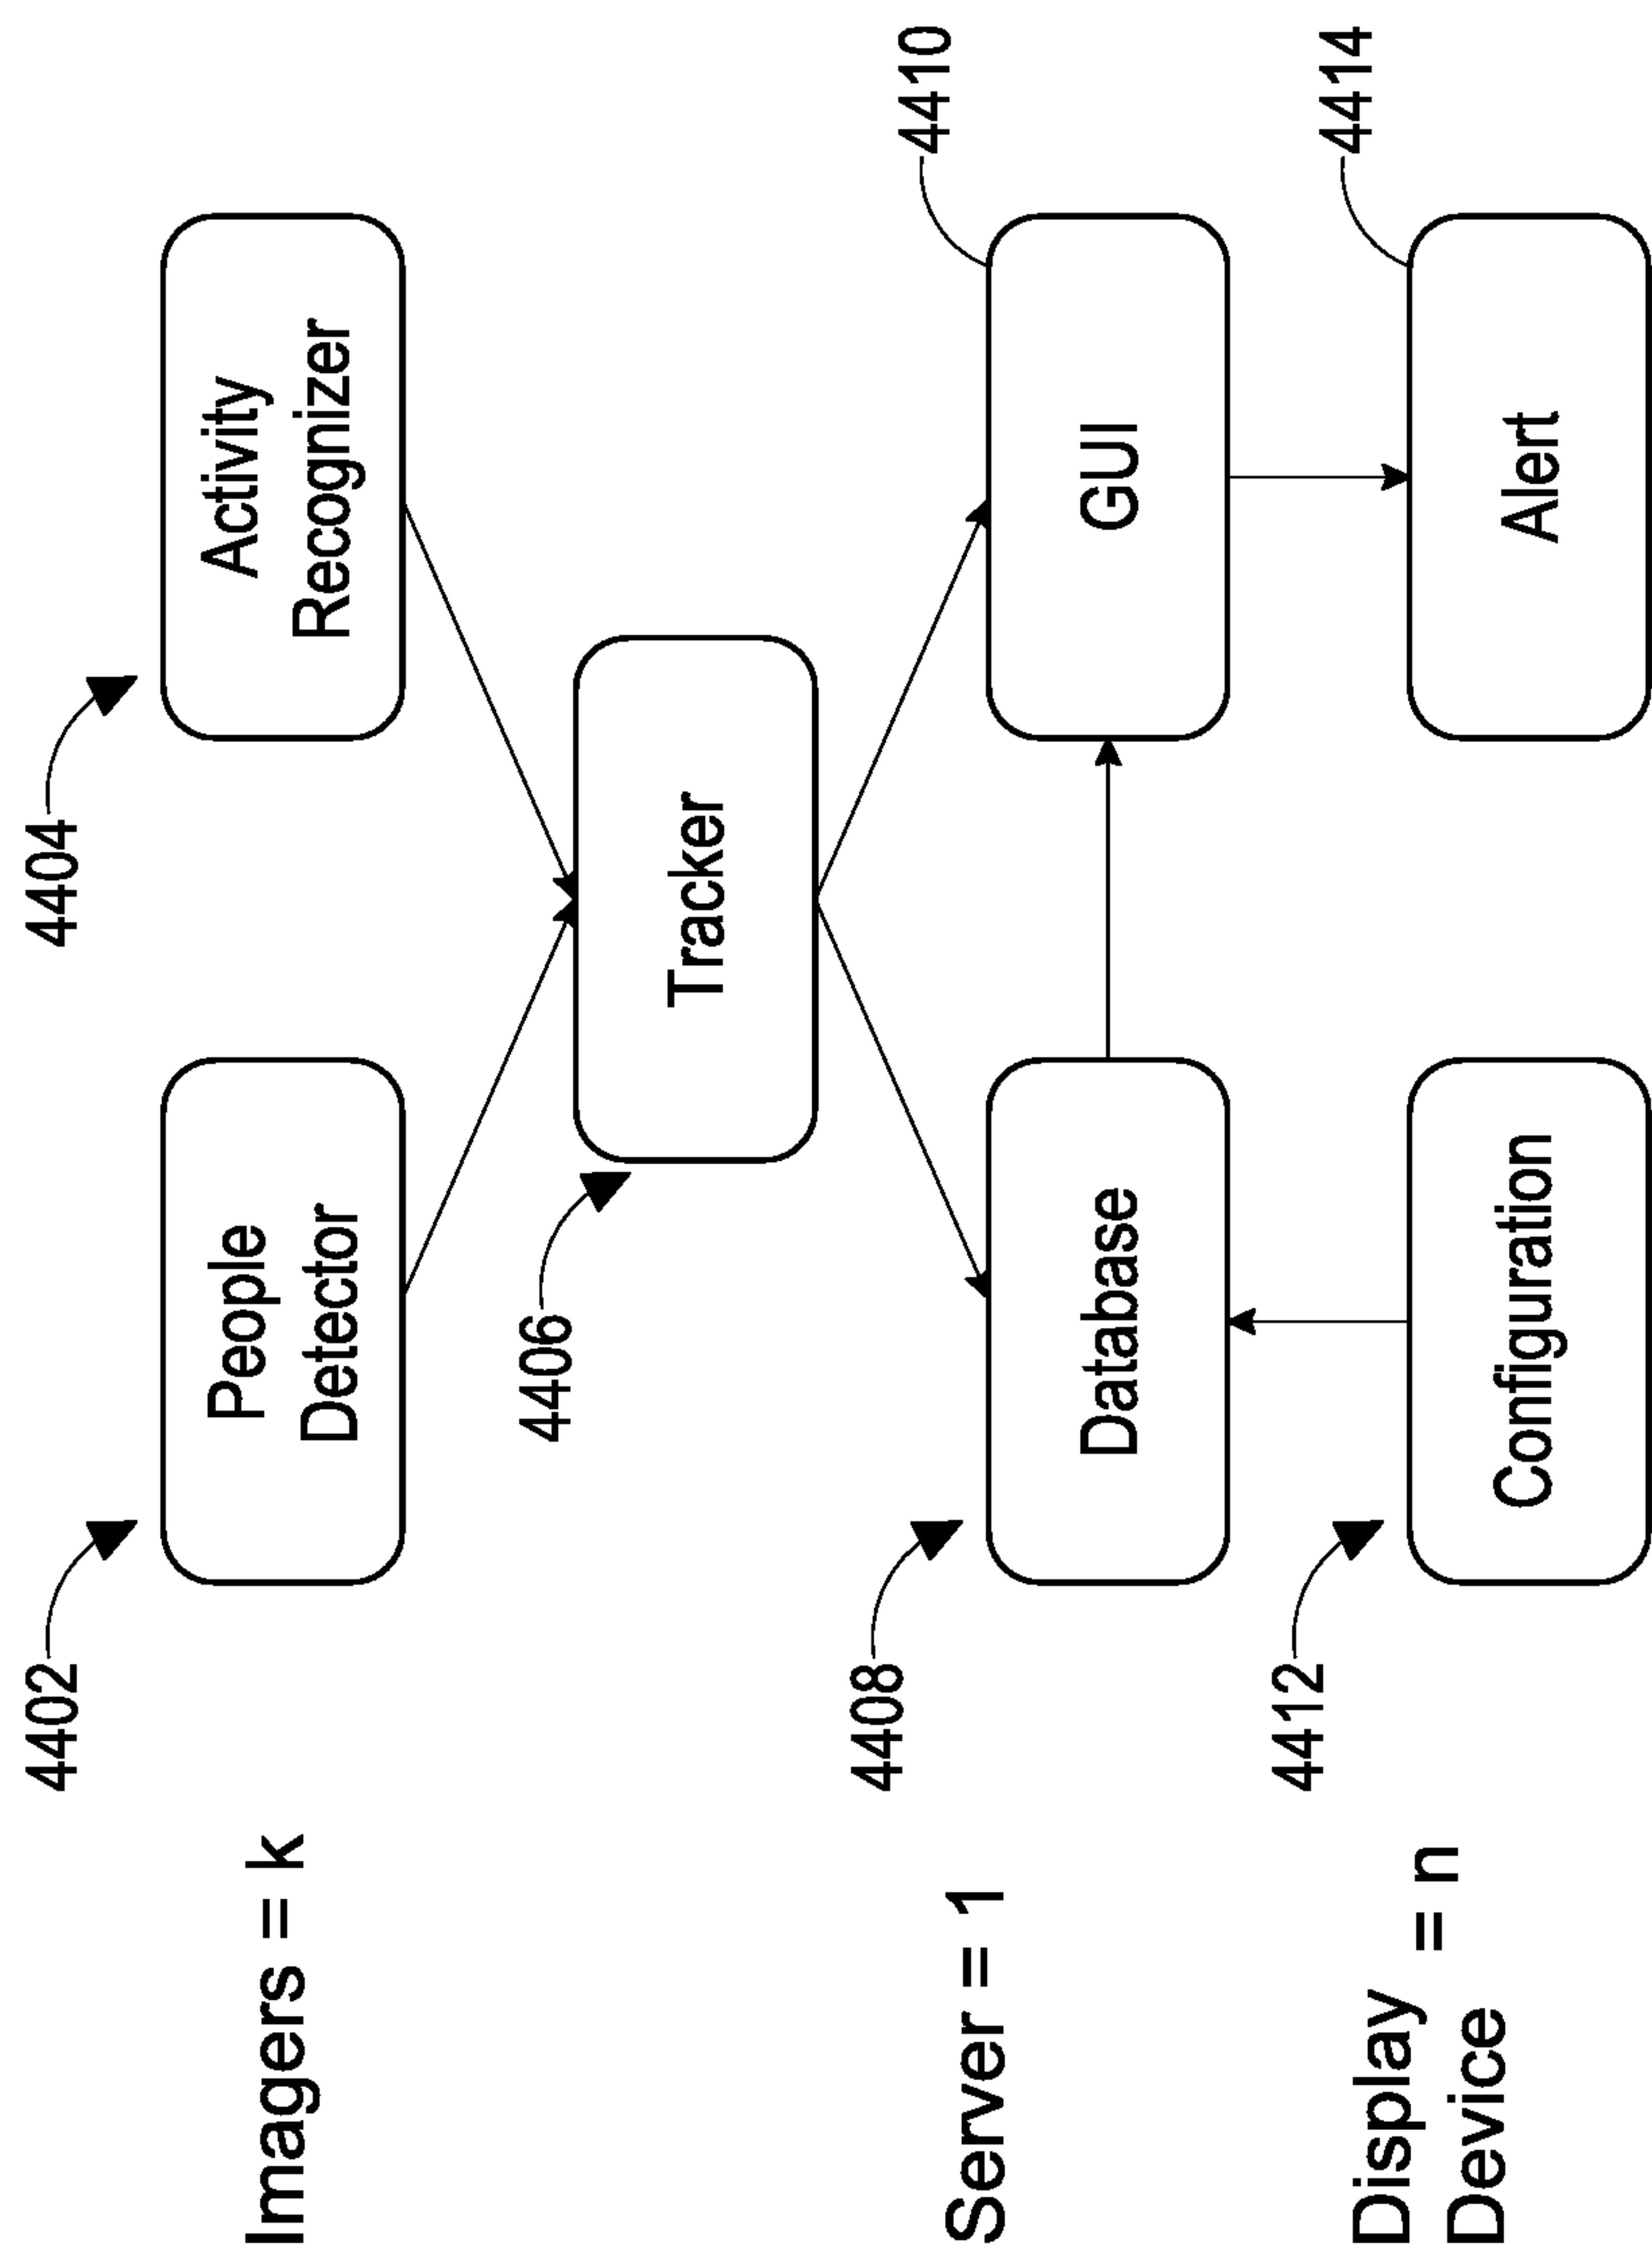 4402
4404
Imagers = k
People
Detector
Activity
Recognizer
4406
Tracker
4408
4410
Server = 1
Database
GUI
4412
4414
Display
Device
= n
Configuration
Alert